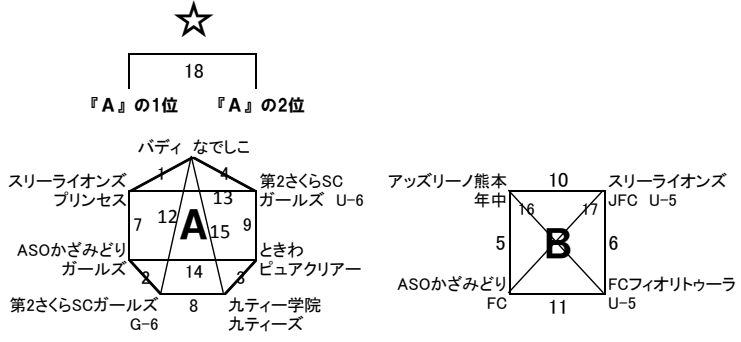 ☆
18
『A』の1位 『A』の2位
バディ なでしこ
スリーライオンズ
プリンセス
第2さくらSC
ガールズ U-6
1
4
12
13
7
A
15
9
ASOかざみどり
ガールズ
ときわ
ピュアクリアー
2
14
3
第2さくらSCガールズ
G-6
8
九ティー学院
九ティーズ
アッズリーノ熊本
年中
10
スリーライオンズ
JFC U-5
16
17
5
B
6
ASOかざみどり
FC
11
FCフィオリトゥーラ
U-5